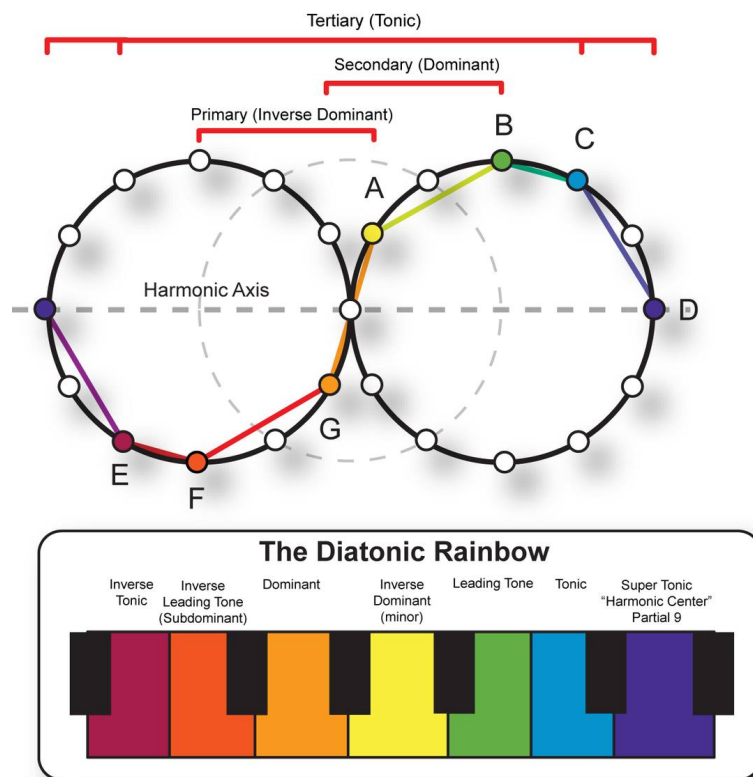 Tertiary (Tonic)
Secondary (Dominant)
Primary (Inverse Dominant)
B
C
A
Harmonic Axis
D
G
E
F
The Diatonic Rainbow
Inverse
Tonic
Inverse
Leading Tone
(Subdominant)
Dominant
Inverse
Dominant
(minor)
Leading Tone
Tonic
Super Tonic
"Harmonic Center"
Partial 9